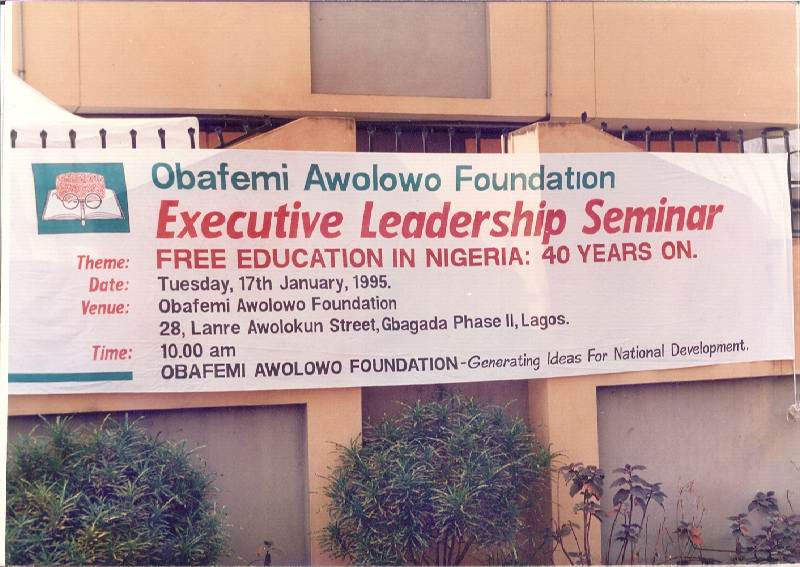 Obafemi Awolowo Foundation
Executive Leadership Seminar
Theme: FREE EDUCATION IN NIGERIA: 40 YEARS ON.
Date: Tuesday, 17th January, 1995.
Venue: Obafemi Awolowo Foundation
28, Lanre Awolokun Street, Gbagada Phase II, Lagos.
Time: 10.00 am
OBAFEMI AWOLOWO FOUNDATION - Generating Ideas For National Development.